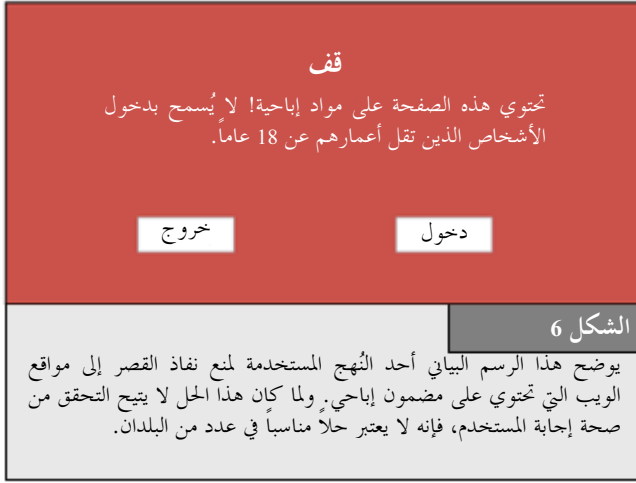 قف
تحتوي هذه الصفحة على مواد إباحية! لا يُسمح بدخول
الأشخاص الذين تقل أعمارهم عن 18 عاماً.
دخول
خروج
الشكل 6
يوضح هذا الرسم البياني أحد النُهج المستخدمة لمنع نفاذ القصر إلى مواقع
الويب التي تحتوي على مضمون إباحي. ولما كان هذا الحل لا يتيح التحقق من
صحة إجابة المستخدم، فإنه لا يعتبر حلاً مناسباً في عدد من البلدان.